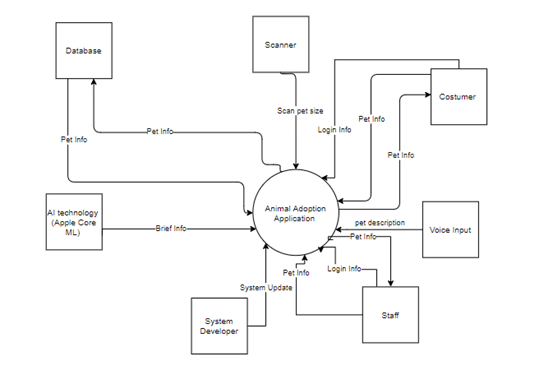 Scanner
Database
Costumer
Scan pet size
Pet Info
Login Info
Pet Info
Pet Info
Pet Info
AI technology
(Apple Core
ML)
Animal Adoption
Application
pet description
Voice Input
Brief Info
Pet Info
Pet Info
Login Info
System Update
System
Developer
Staff